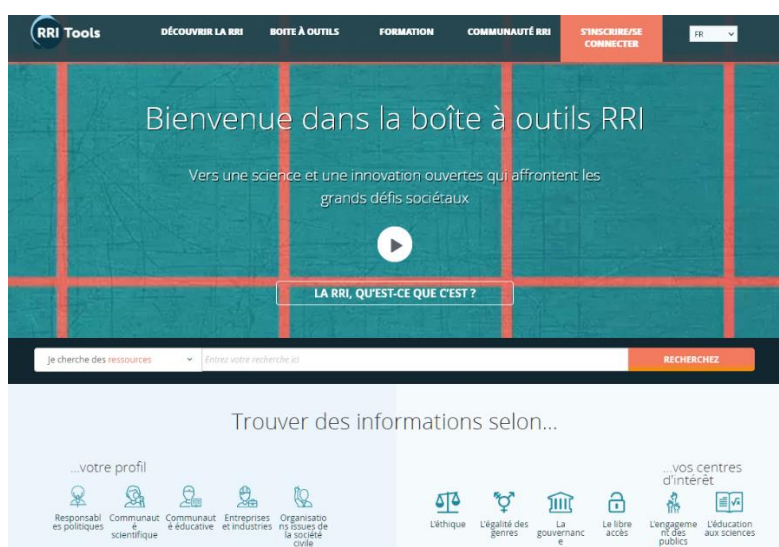 RRI Tools
DÉCOUVRIR LA RRI
BOITE À OUTILS
FORMATION
COMMUNAUTÉ RRI
S'INSCRIRE/SE
CONNECTER
FR
Bienvenue dans la boîte à outils RRI
Vers une science et une innovation ouvertes qui affrontent les
grands défis sociétaux
LA RRI, QU'EST-CE QUE C'EST ?
Je cherche des ressources
Entrez votre recherche ici
RECHERCHEZ
Trouver des informations selon...
...votre profil
Responsabl
es politiques
Communaut
é
scientifique
Communaut
é éducative
Entreprises
et industries
Organisatio
ns issues de
la société
civile
...vos centres
d'intérêt
L'éthique
L'égalité des
genres
La
gouvernanc
e
Le libre
accès
L'engageme
nt des
publics
L'éducation
aux sciences